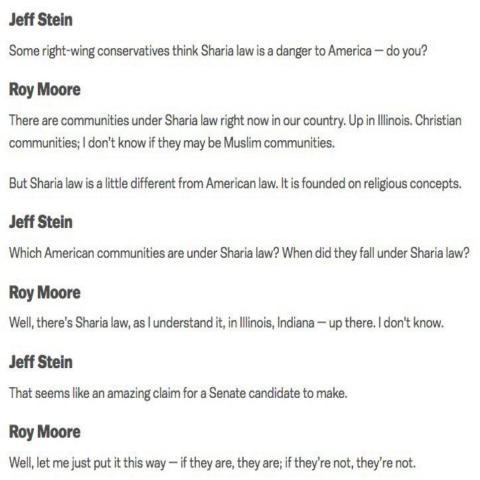 Jeff Stein
Some right-wing conservatives think Sharia law is a danger to America — do you?
Roy Moore
There are communities under Sharia law right now in our country. Up in Illinois. Christian
communities; I don't know if they may be Muslim communities.
But Sharia law is a little different from American law. It is founded on religious concepts.
Jeff Stein
Which American communities are under Sharia law? When did they fall under Sharia law?
Roy Moore
Well, there's Sharia law, as I understand it, in Illinois, Indiana — up there. I don't know.
Jeff Stein
That seems like an amazing claim for a Senate candidate to make.
Roy Moore
Well, let me just put it this way — if they are, they are; if they're not, they're not.